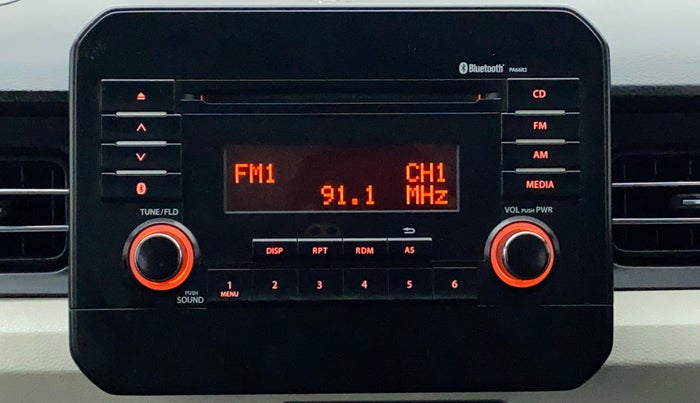 Bluetooth® PA66R2
CD
FM
AM
MEDIA
FM1 CH1
91.1 MHz
TUNE/FLD
VOL PUSH PWR
DISP RPT RDM AS
PUSH SOUND
1 2 3 4 5 6
MENU